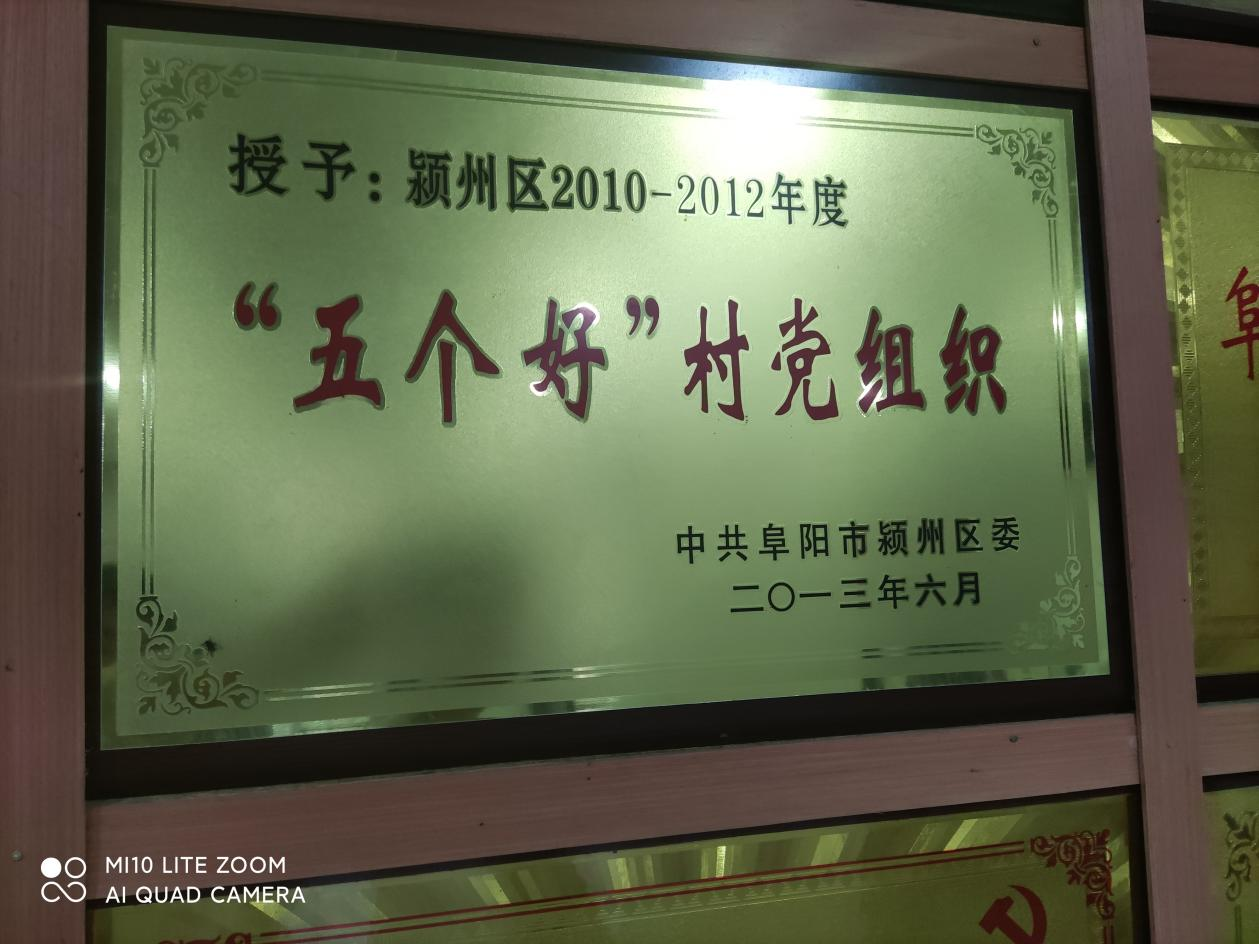 授予：颍州区2010-2012年度
“五个好”村党组织
中共阜阳市颍州区委
二〇一三年六月
阜
MI10 LITE ZOOM
AI QUAD CAMERA